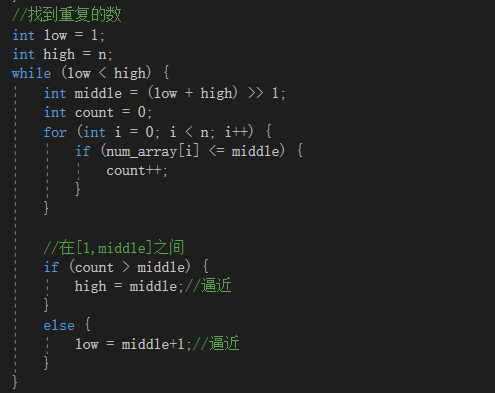 //找到重复的数
int low = 1;
int high = n;
while (low < high) {
int middle = (low + high) >> 1;
int count = 0;
for (int i = 0; i < n; i++) {
if (num_array[i] <= middle) {
count++;
}
}
//在[1,middle]之间
if (count > middle) {
high = middle;//逼近
}
else {
low = middle+1;//逼近
}
}